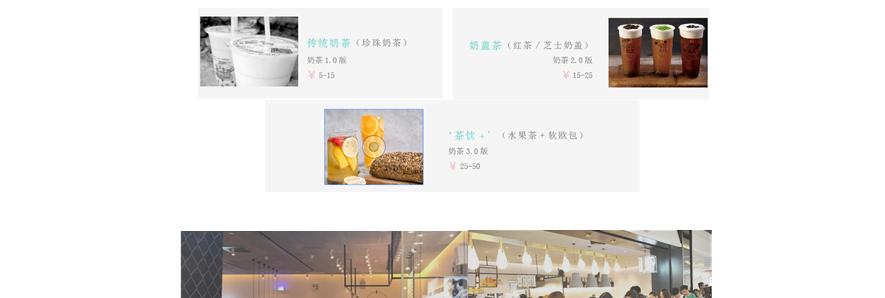 传统奶茶（珍珠奶茶）
奶茶 1.0 版
￥ 5-15
奶盖茶（红茶 / 芝士奶盖）
奶茶 2.0 版
￥ 15-25
‘茶饮 +’（水果茶 + 软欧包）
奶茶 3.0 版
￥ 25-50